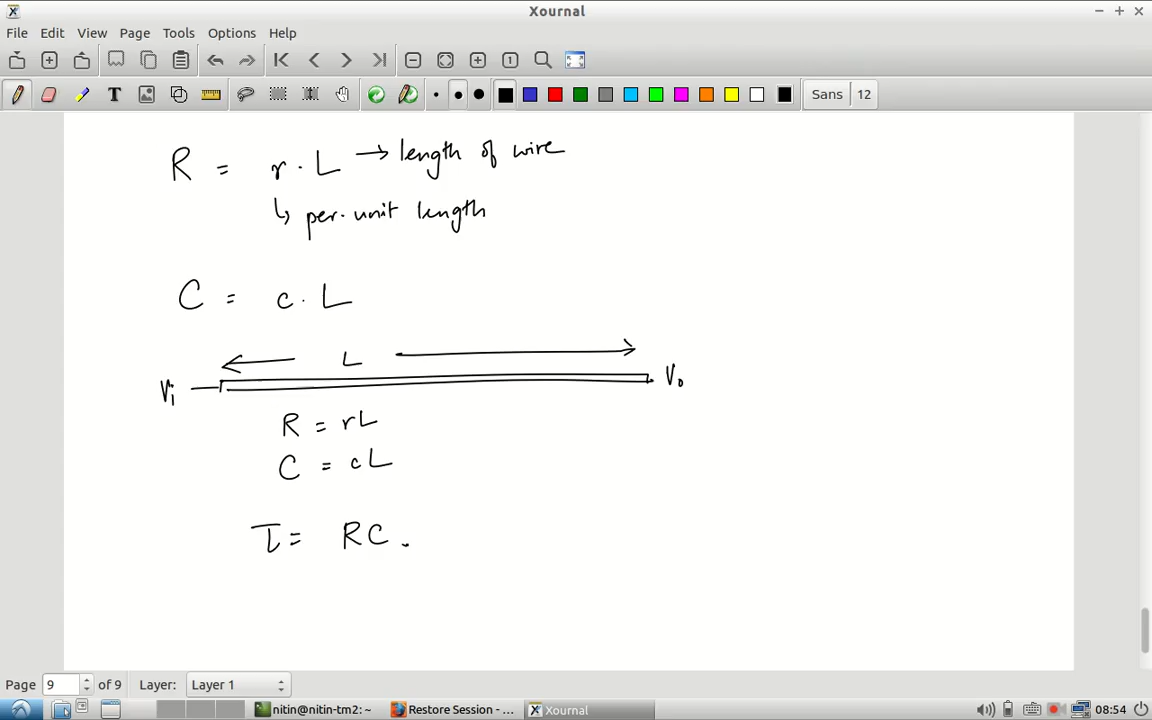 Xournal
File Edit View Page Tools Options Help
Sans 12
R = r . L → length of wire
↳ per-unit length
C = c . L
L
Vi
Vo
R = rL
C = cL
τ = RC .
Page 9 of 9 Layer: Layer 1
nitin@nitin-tm2: ~ Restore Session - ... Xournal 08:54